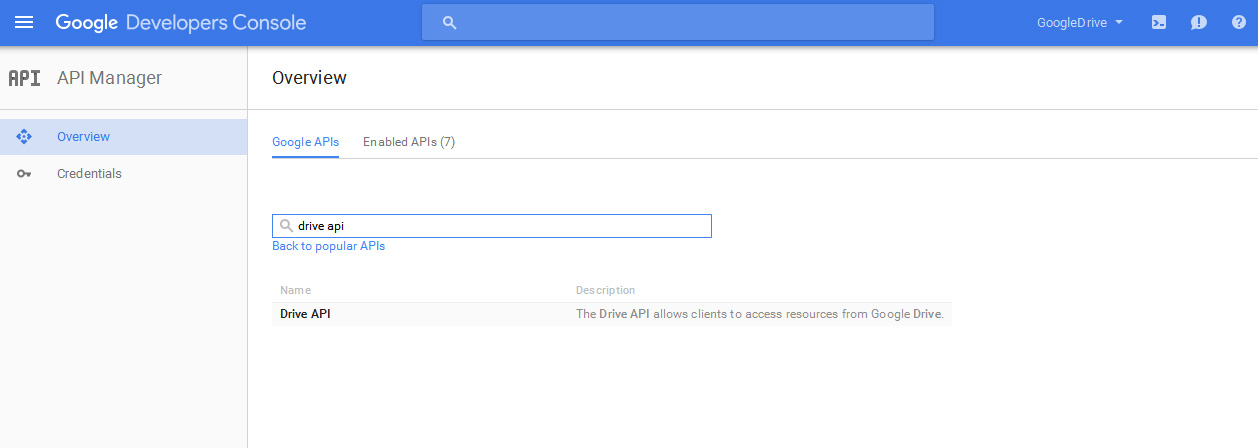 Google Developers Console
GoogleDrive
API API Manager
Overview
Overview
Credentials
Google APIs Enabled APIs (7)
drive api
Back to popular APIs
Name Description
Drive API The Drive API allows clients to access resources from Google Drive.